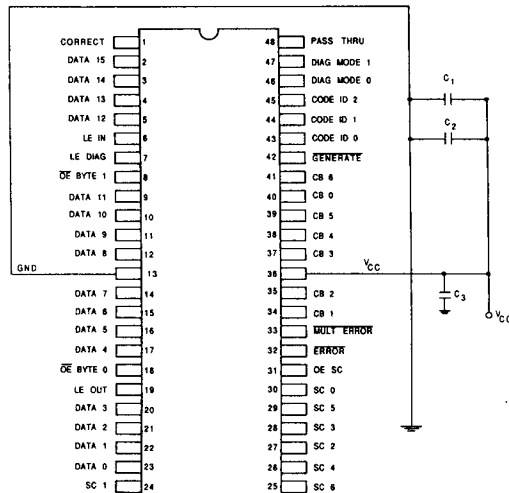 CORRECT 1 48 PASS THRU
DATA 15 2 47 DIAG MODE 1
DATA 14 3 46 DIAG MODE 0
DATA 13 4 45 CODE ID 2
DATA 12 5 44 CODE ID 1
LE IN 6 43 CODE ID 0
LE DIAG 7 42 GENERATE
OE BYTE 1 8 41 CB 6
DATA 11 9 40 CB 0
DATA 10 10 39 CB 5
DATA 9 11 38 CB 4
DATA 8 12 37 CB 3
GND 13 36 VCC
DATA 7 14 35 CB 2
DATA 6 15 34 CB 1
DATA 5 16 33 MULT ERROR
DATA 4 17 32 ERROR
OE BYTE 0 18 31 OE SC
LE OUT 19 30 SC 0
DATA 3 20 29 SC 5
DATA 2 21 28 SC 3
DATA 1 22 27 SC 2
DATA 0 23 26 SC 4
SC 1 24 25 SC 6
C1
C2
C3
VCC